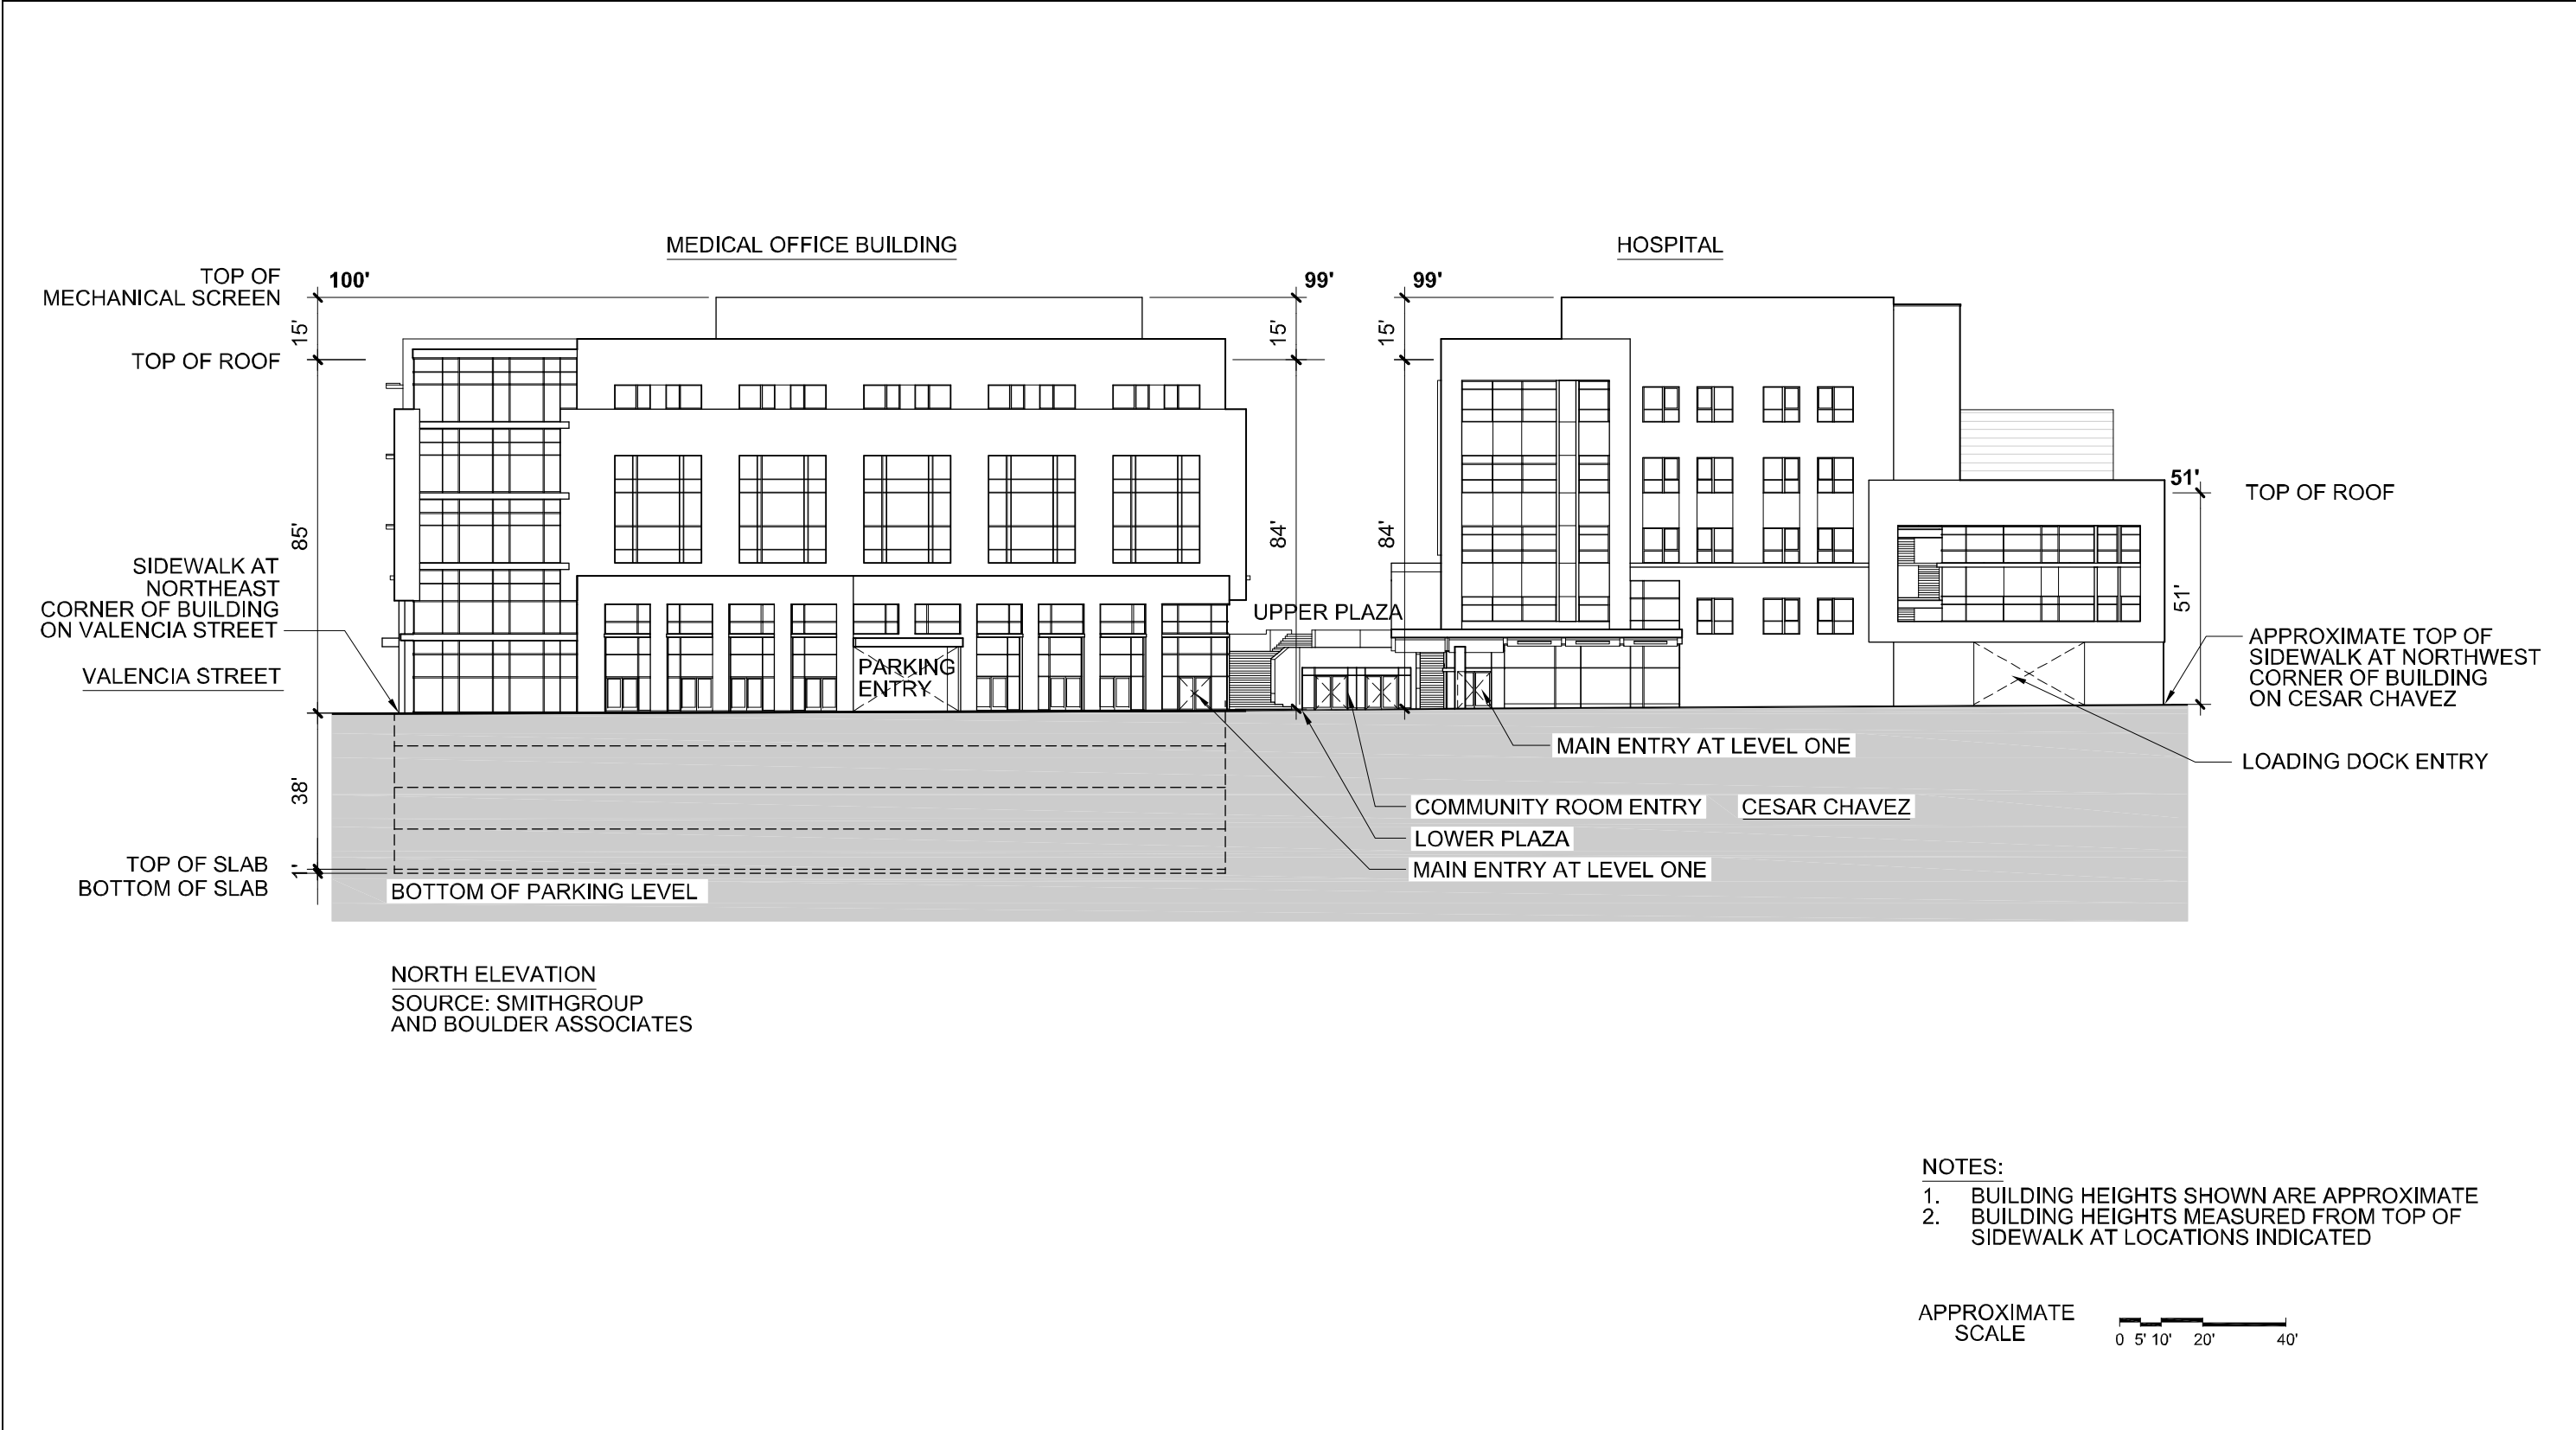 MEDICAL OFFICE BUILDING
HOSPITAL
TOP OF
MECHANICAL SCREEN
100'
99'
99'
15'
15'
15'
TOP OF ROOF
51'
TOP OF ROOF
85'
84'
84'
SIDEWALK AT
NORTHEAST
CORNER OF BUILDING
ON VALENCIA STREET
UPPER PLAZA
51'
APPROXIMATE TOP OF
SIDEWALK AT NORTHWEST
CORNER OF BUILDING
ON CESAR CHAVEZ
VALENCIA STREET
PARKING
ENTRY
MAIN ENTRY AT LEVEL ONE
LOADING DOCK ENTRY
38'
COMMUNITY ROOM ENTRY
CESAR CHAVEZ
LOWER PLAZA
MAIN ENTRY AT LEVEL ONE
TOP OF SLAB
1'
BOTTOM OF SLAB
BOTTOM OF PARKING LEVEL
NORTH ELEVATION
SOURCE: SMITHGROUP
AND BOULDER ASSOCIATES
NOTES:
1. BUILDING HEIGHTS SHOWN ARE APPROXIMATE
2. BUILDING HEIGHTS MEASURED FROM TOP OF
SIDEWALK AT LOCATIONS INDICATED
APPROXIMATE
SCALE
0 5' 10' 20' 40'